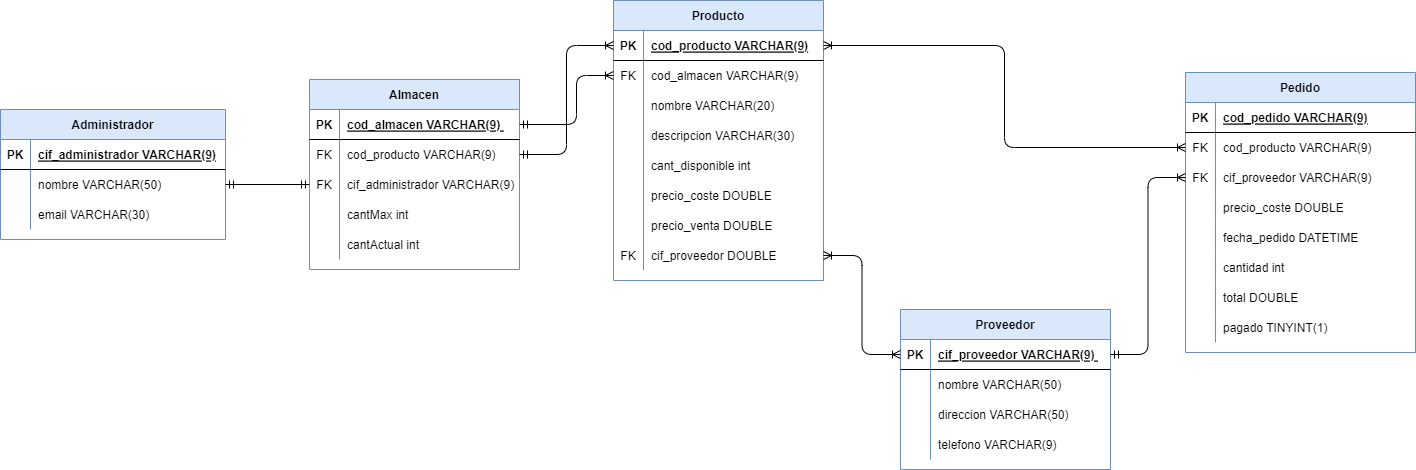 Administrador
PK cif_administrador VARCHAR(9)
nombre VARCHAR(50)
email VARCHAR(30)
Almacen
PK cod_almacen VARCHAR(9)
FK cod_producto VARCHAR(9)
FK cif_administrador VARCHAR(9)
cantMax int
cantActual int
Producto
PK cod_producto VARCHAR(9)
FK cod_almacen VARCHAR(9)
nombre VARCHAR(20)
descripcion VARCHAR(30)
cant_disponible int
precio_coste DOUBLE
precio_venta DOUBLE
FK cif_proveedor DOUBLE
Proveedor
PK cif_proveedor VARCHAR(9)
nombre VARCHAR(50)
direccion VARCHAR(50)
telefono VARCHAR(9)
Pedido
PK cod_pedido VARCHAR(9)
FK cod_producto VARCHAR(9)
FK cif_proveedor VARCHAR(9)
precio_coste DOUBLE
fecha_pedido DATETIME
cantidad int
total DOUBLE
pagado TINYINT(1)